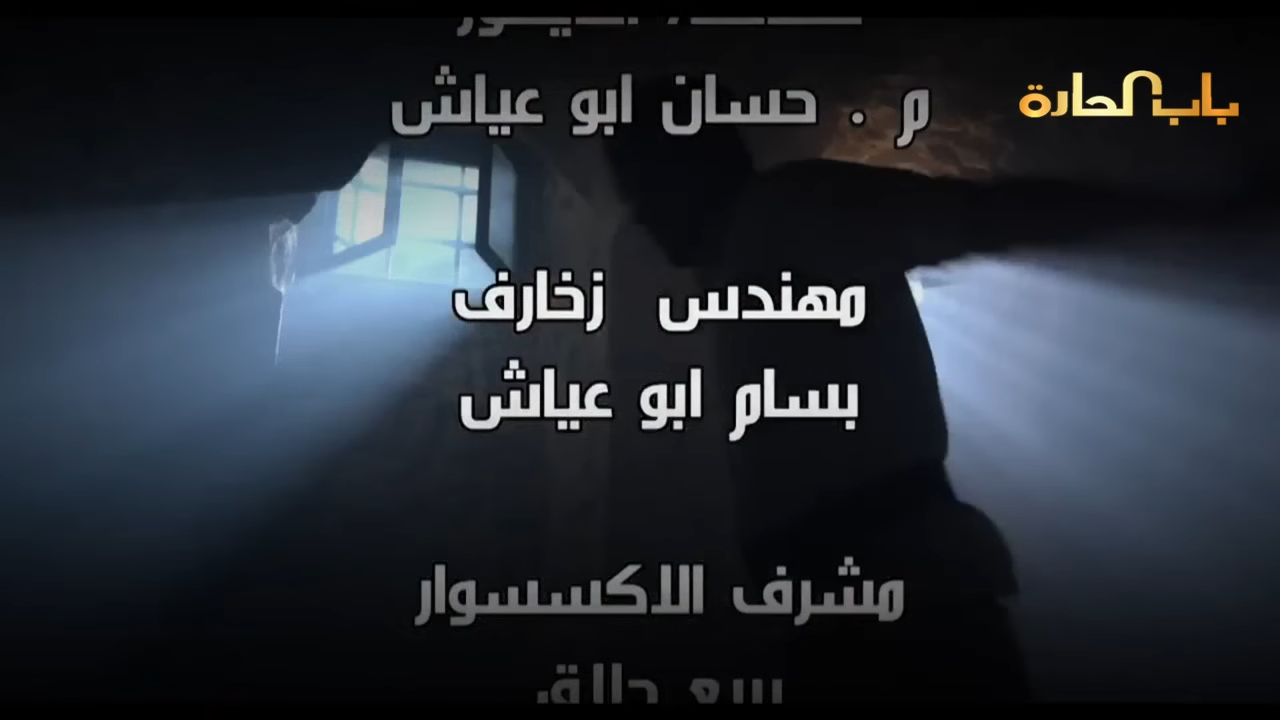 م . حسان ابو عياش
باب الحارة
مهندس زخارف
بسام ابو عياش
مشرف الاكسسوار